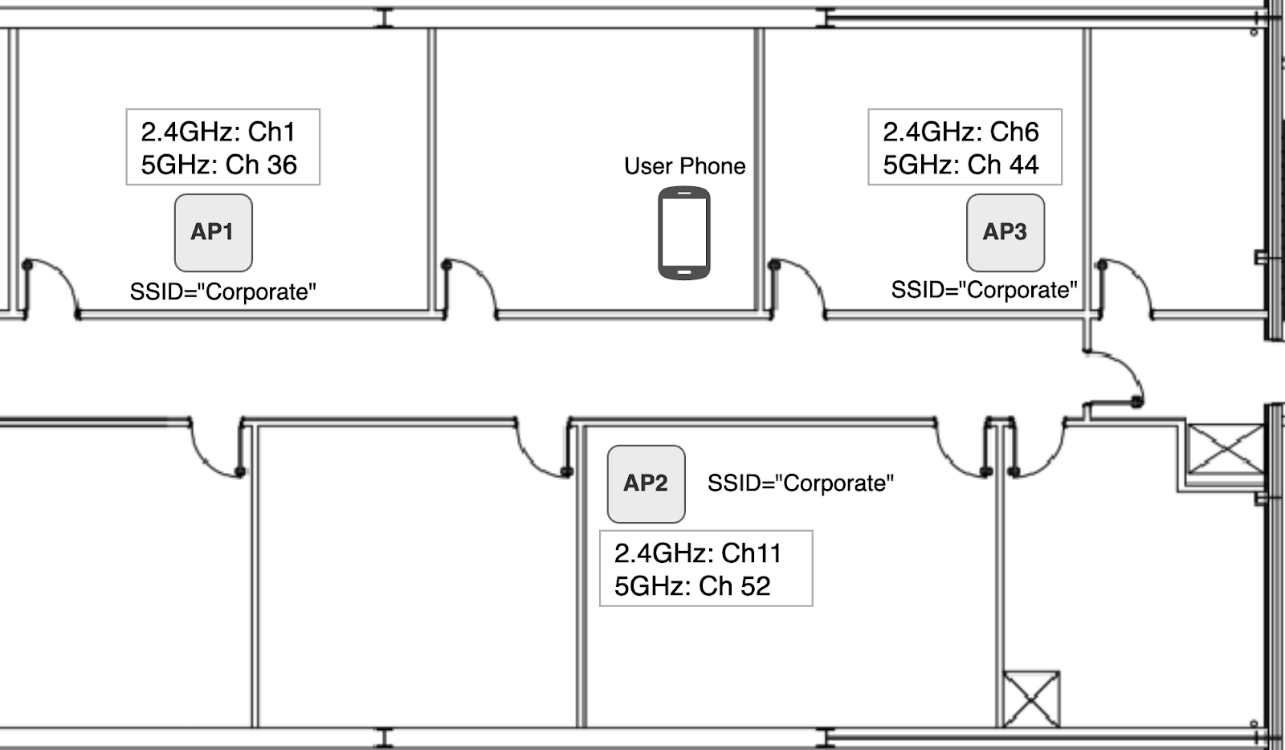 2.4GHz: Ch1
5GHz: Ch 36
AP1
SSID="Corporate"
User Phone
2.4GHz: Ch6
5GHz: Ch 44
AP3
SSID="Corporate"
AP2
SSID="Corporate"
2.4GHz: Ch11
5GHz: Ch 52